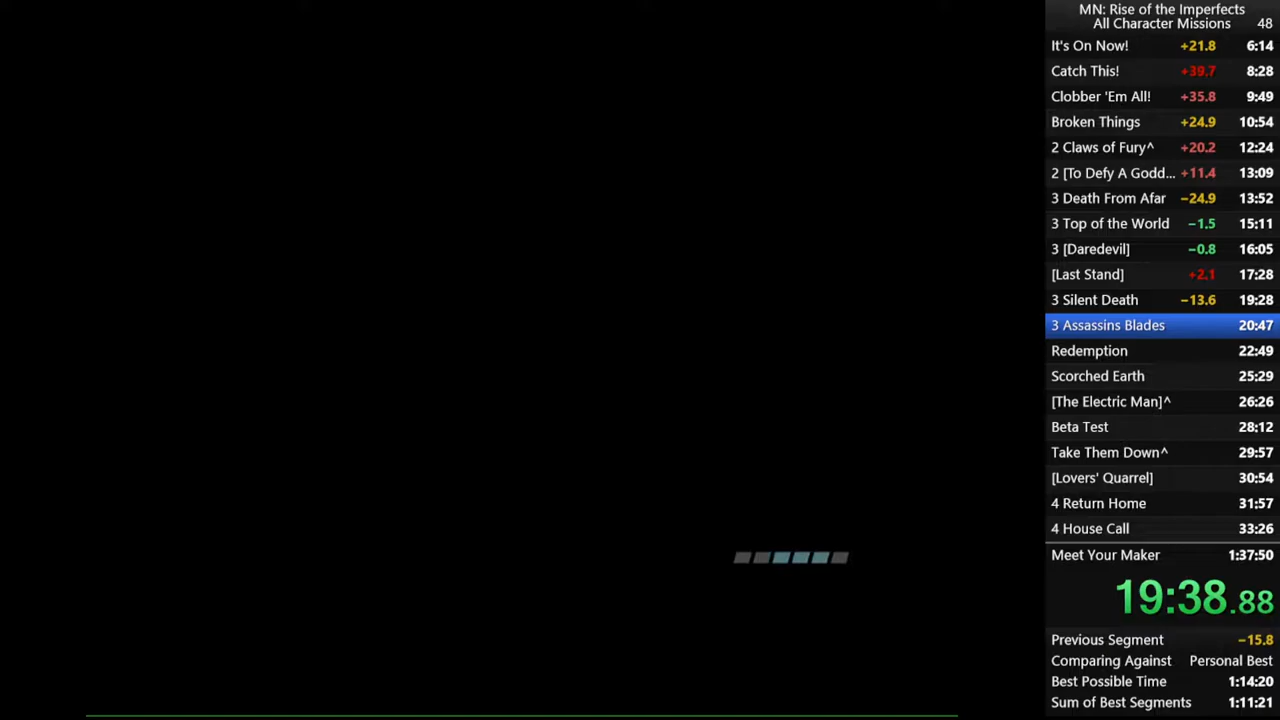 MN: Rise of the Imperfects
All Character Missions 48
It's On Now! +21.8 6:14
Catch This! +39.7 8:28
Clobber 'Em All! +35.8 9:49
Broken Things +24.9 10:54
2 Claws of Fury^ +20.2 12:24
2 [To Defy A Godd... +11.4 13:09
3 Death From Afar −24.9 13:52
3 Top of the World −1.5 15:11
3 [Daredevil] −0.8 16:05
[Last Stand] +2.1 17:28
3 Silent Death −13.6 19:28
3 Assassins Blades 20:47
Redemption 22:49
Scorched Earth 25:29
[The Electric Man]^ 26:26
Beta Test 28:12
Take Them Down^ 29:57
[Lovers' Quarrel] 30:54
4 Return Home 31:57
4 House Call 33:26
Meet Your Maker 1:37:50
19:38.88
Previous Segment −15.8
Comparing Against Personal Best
Best Possible Time 1:14:20
Sum of Best Segments 1:11:21